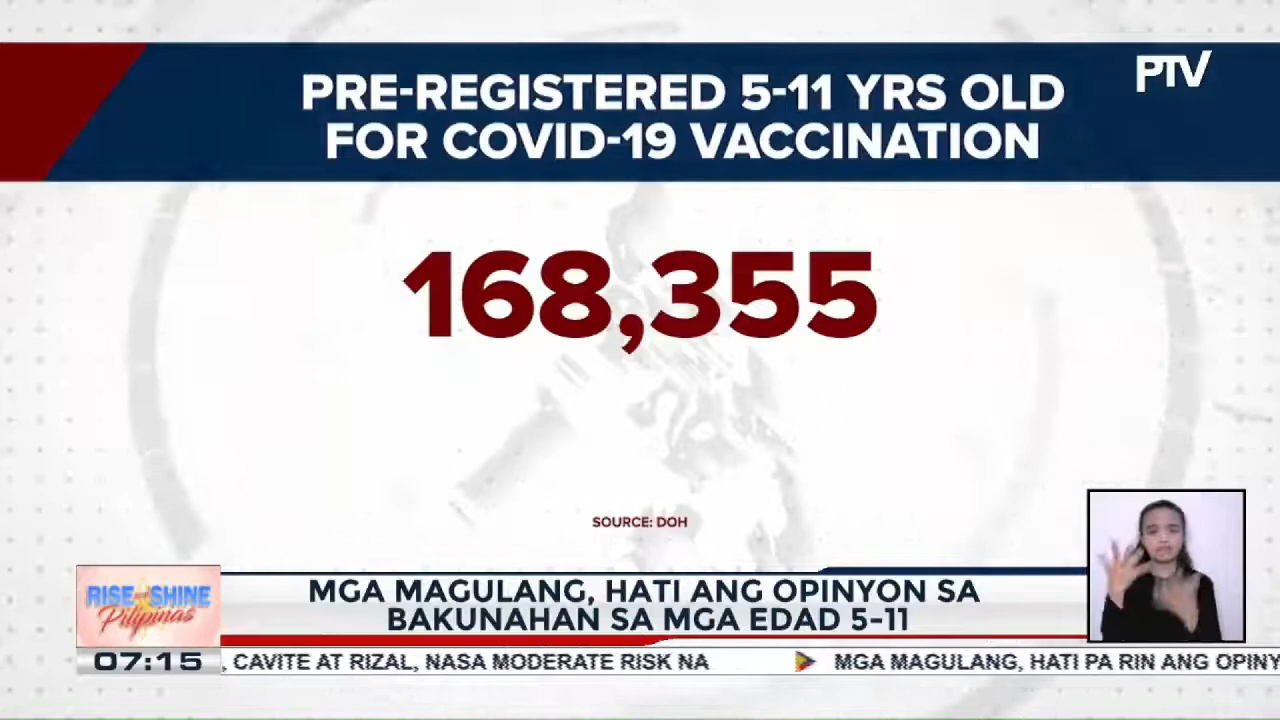 PRE-REGISTERED 5-11 YRS OLD
FOR COVID-19 VACCINATION
PTV
168,355
SOURCE: DOH
RISE and SHINE
Pilipinas
MGA MAGULANG, HATI ANG OPINYON SA
BAKUNAHAN SA MGA EDAD 5-11
07:15
, CAVITE AT RIZAL, NASA MODERATE RISK NA MGA MAGULANG, HATI PA RIN ANG OPINY